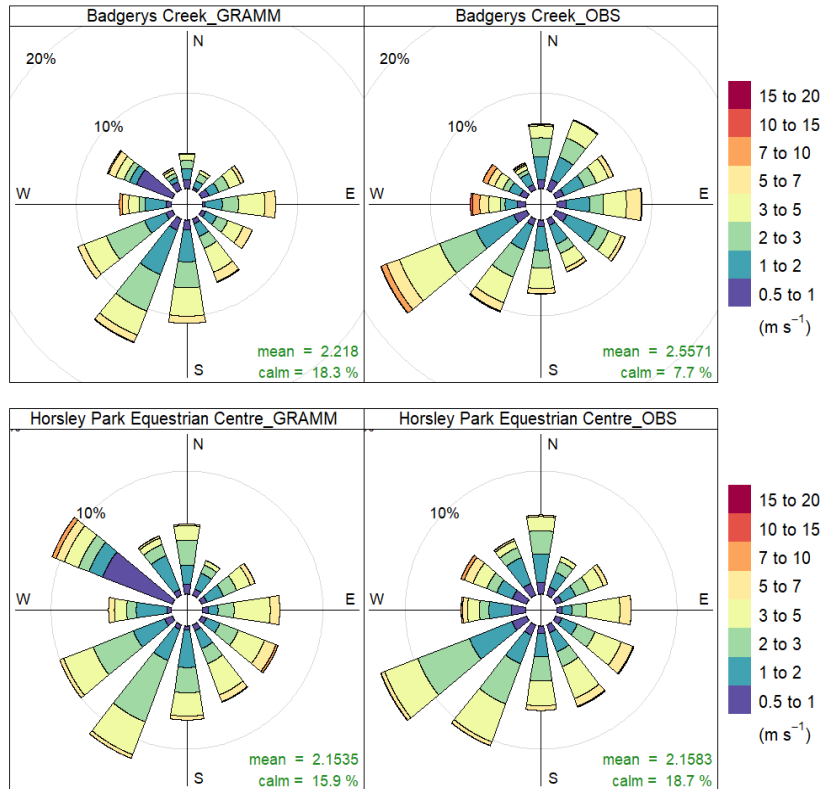 Badgerys Creek_GRAMM
Badgerys Creek_OBS
N
20%
10%
W
E
S
mean = 2.218
calm = 18.3 %
N
20%
10%
W
E
S
mean = 2.5571
calm = 7.7 %
15 to 20
10 to 15
7 to 10
5 to 7
3 to 5
2 to 3
1 to 2
0.5 to 1
(m s⁻¹)
Horsley Park Equestrian Centre_GRAMM
Horsley Park Equestrian Centre_OBS
N
10%
W
E
S
mean = 2.1535
calm = 15.9 %
N
10%
W
E
S
mean = 2.1583
calm = 18.7 %
15 to 20
10 to 15
7 to 10
5 to 7
3 to 5
2 to 3
1 to 2
0.5 to 1
(m s⁻¹)